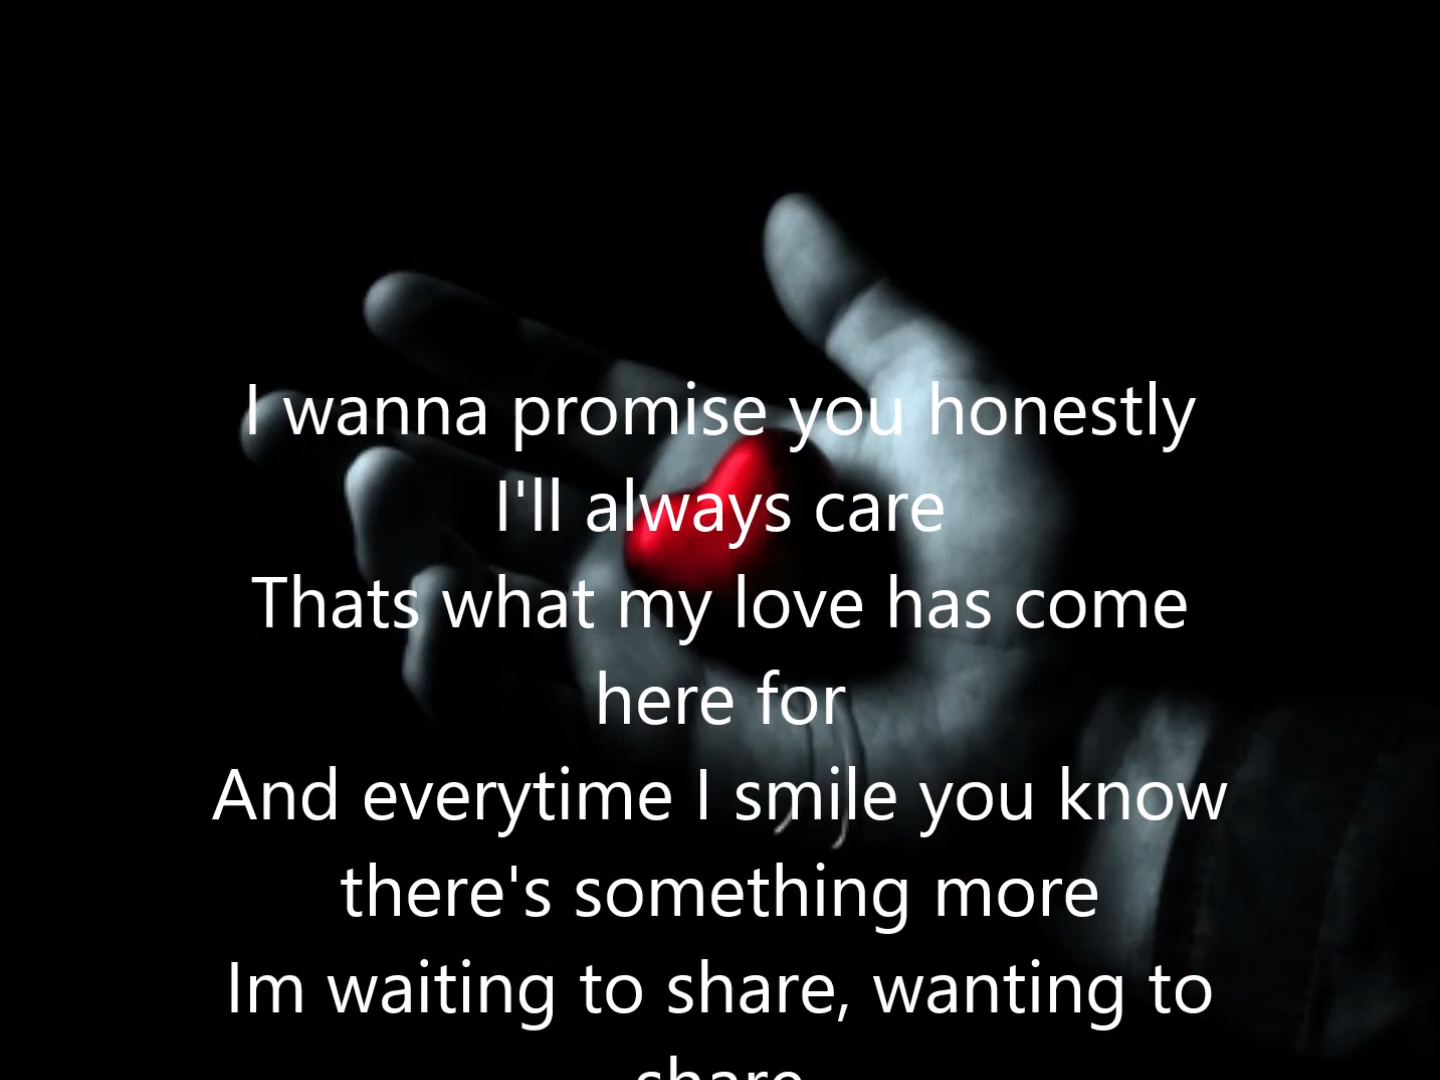 I wanna promise you honestly
I'll always care
Thats what my love has come
here for
And everytime I smile you know
there's something more
Im waiting to share, wanting to
share